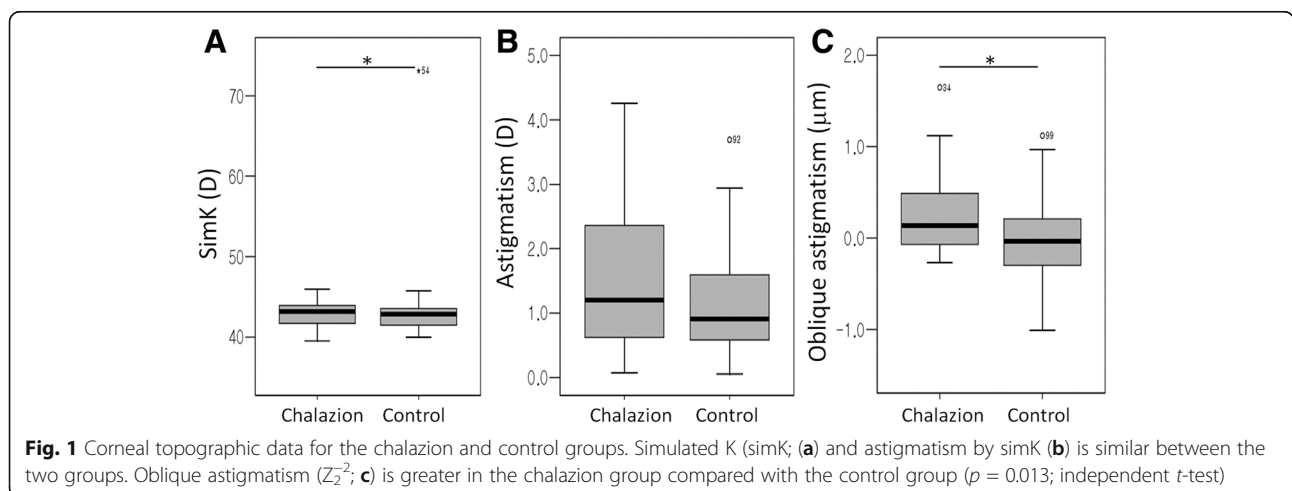 A
SimK (D)
70
60
50
40
*
*54
Chalazion Control
B
Astigmatism (D)
5.0
4.0
3.0
2.0
1.0
0.0
o92
Chalazion Control
C
Oblique astigmatism (μm)
2.0
1.0
0.0
-1.0
*
o34
o99
Chalazion Control
Fig. 1 Corneal topographic data for the chalazion and control groups. Simulated K (simK; (a) and astigmatism by simK (b) is similar between the
two groups. Oblique astigmatism (Z₂⁻²; c) is greater in the chalazion group compared with the control group (p = 0.013; independent t-test)